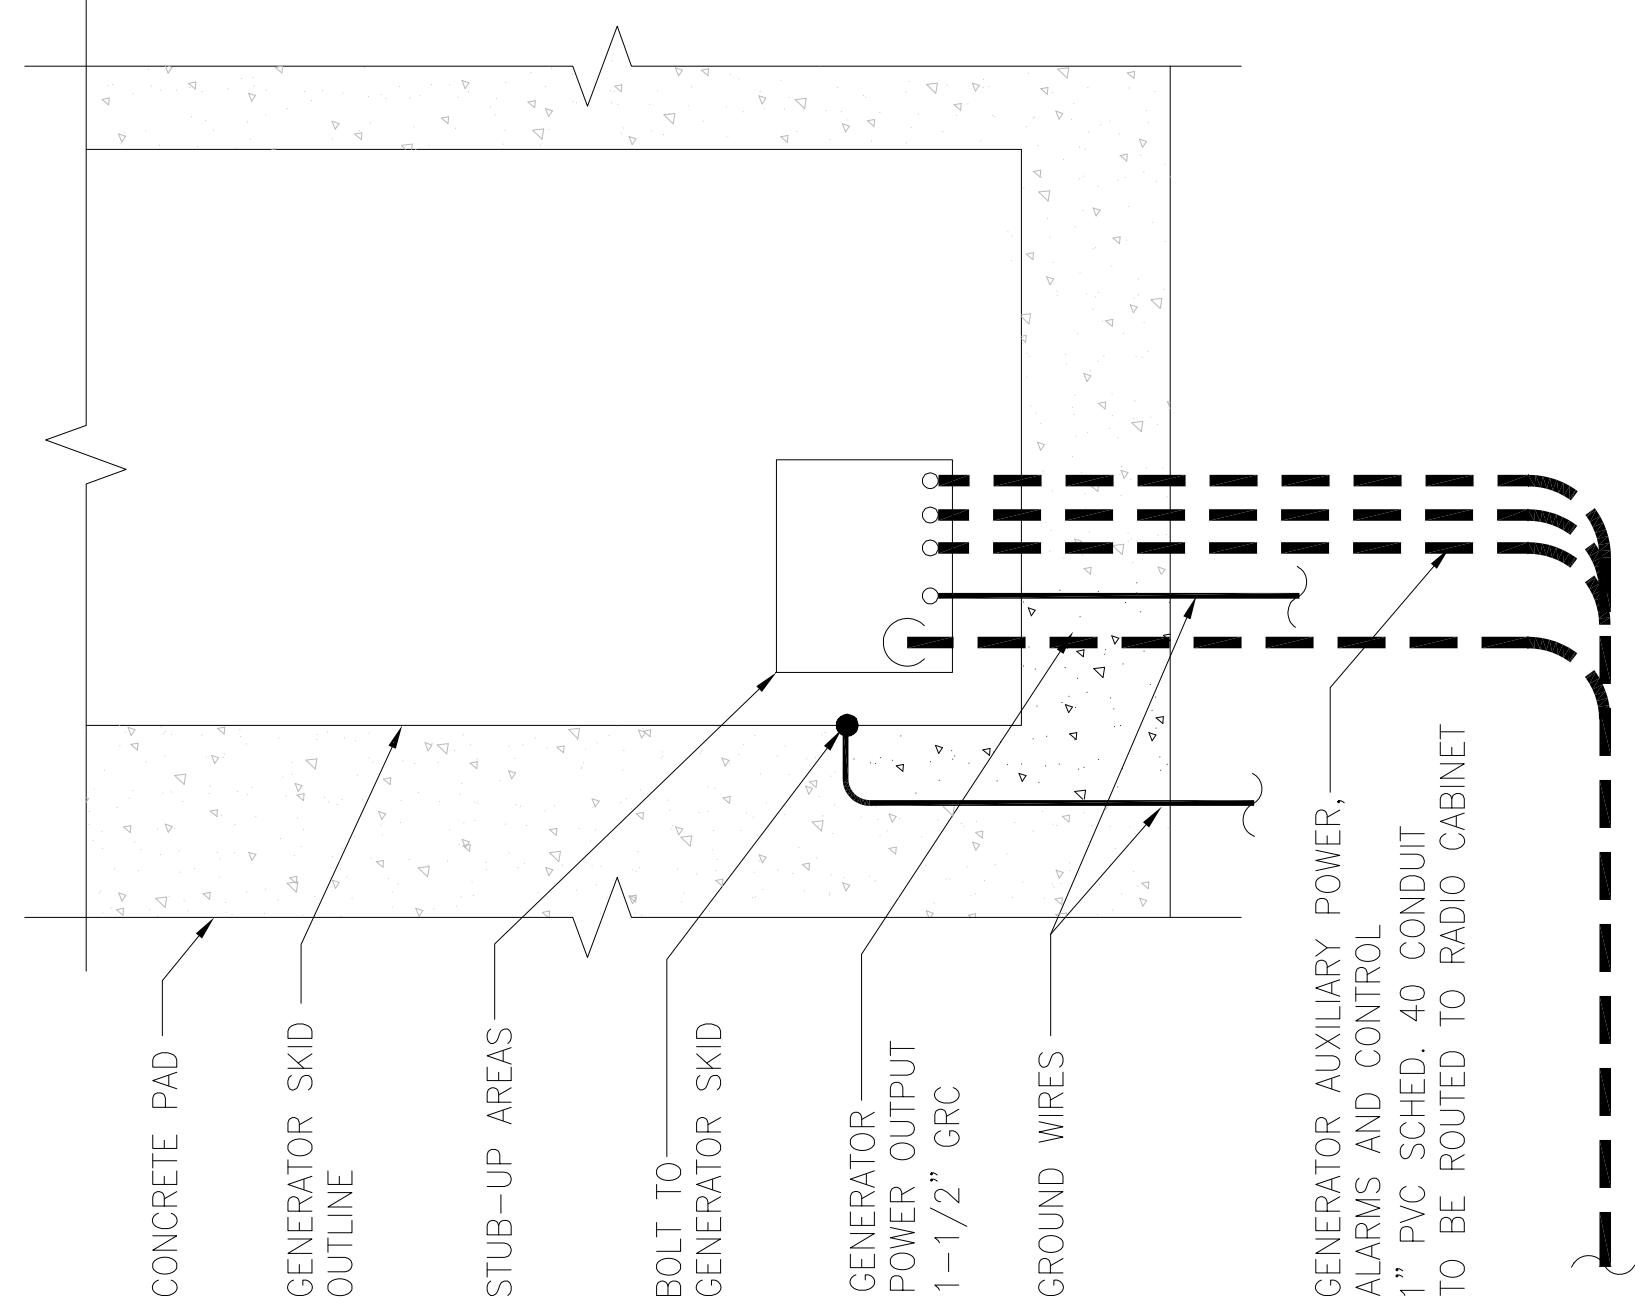 CONCRETE PAD
GENERATOR SKID
OUTLINE
STUB-UP AREAS
BOLT TO
GENERATOR SKID
GENERATOR
POWER OUTPUT
1-1/2" GRC
GROUND WIRES
GENERATOR AUXILIARY POWER,
ALARMS AND CONTROL
1" PVC SCHED. 40 CONDUIT
TO BE ROUTED TO RADIO CABINET